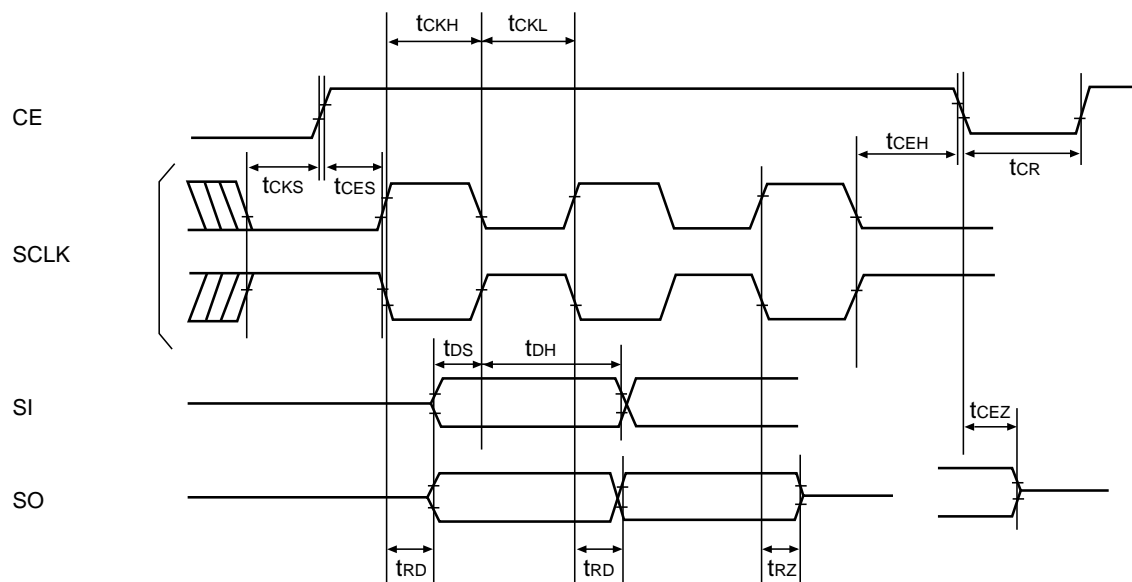 tCKH tCKL
CE
tCEH
tCKS tCES tCR
SCLK
tDS tDH
SI
tCEZ
SO
tRD tRD tRZ